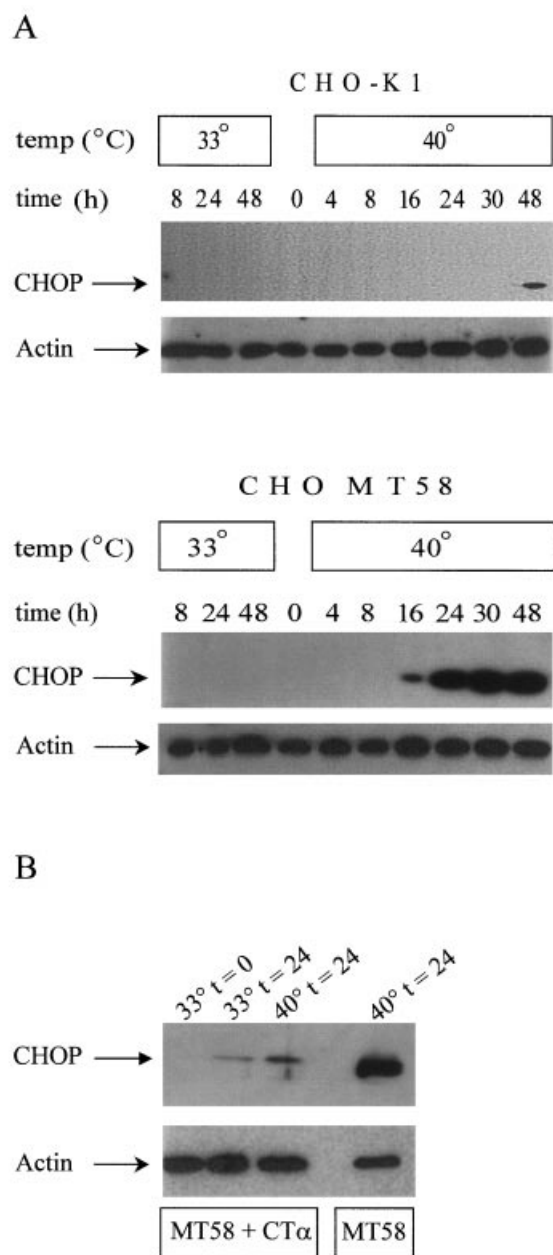 A
CHO-K1
temp (°C) 33° 40°
time (h) 8 24 48 0 4 8 16 24 30 48
CHOP
Actin
CHO MT58
temp (°C) 33° 40°
time (h) 8 24 48 0 4 8 16 24 30 48
CHOP
Actin
B
33° t = 0 33° t = 24 40° t = 24 40° t = 24
CHOP
Actin
MT58 + CTα MT58